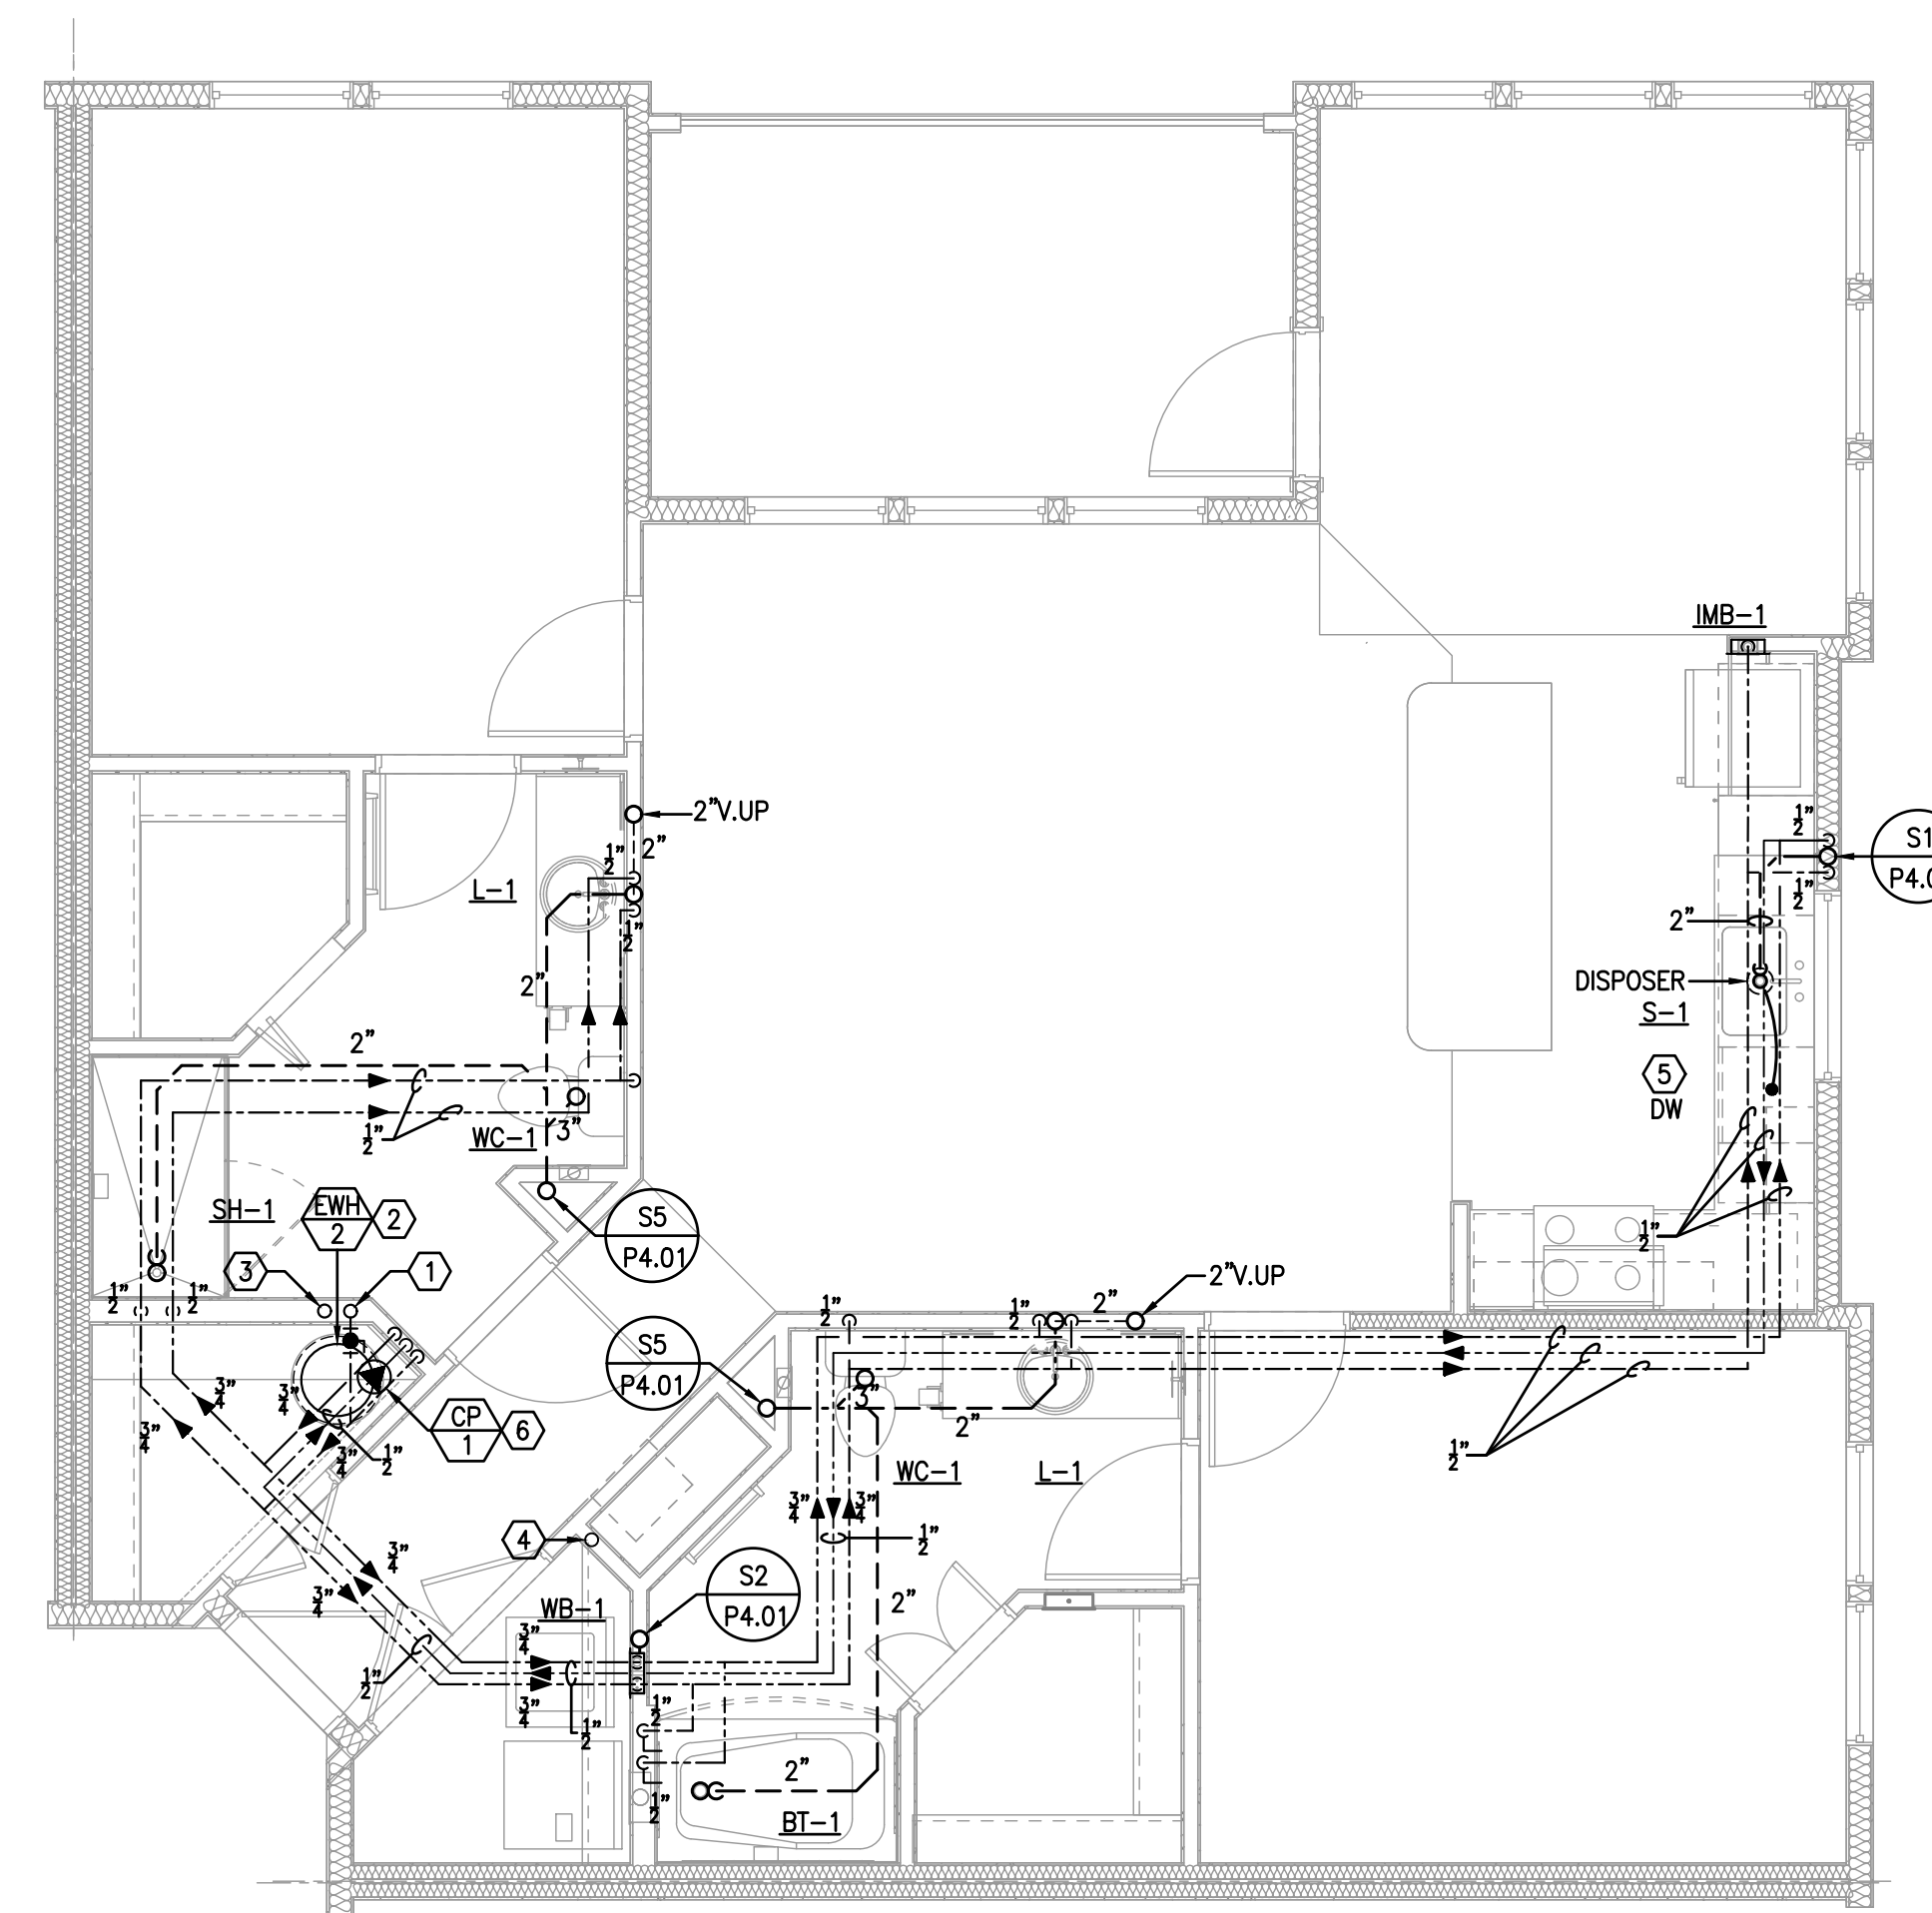 IMB-1
2"V.UP
1/2"
2"
1/2"
S1
L-1
1/2"
1/2"
2"
2"
DISPOSER
S-1
2"
5
DW
1/2"
WC-1
3"
SH-1
EWH
2
2
S5
P4.01
1/2"
3
1
2"V.UP
1/2"
1/2"
1/2"
1/2"
2"
S5
P4.01
3/4"
3/4"
3"
3/4"
CP
1
6
2"
3/4"
1/2"
1/2"
WC-1
L-1
3/4"
3/4"
4
1/2"
3/4"
S2
P4.01
3/4"
WB-1
2"
3/4"
1/2"
3/4"
1/2"
1/2"
2"
1/2"
BT-1